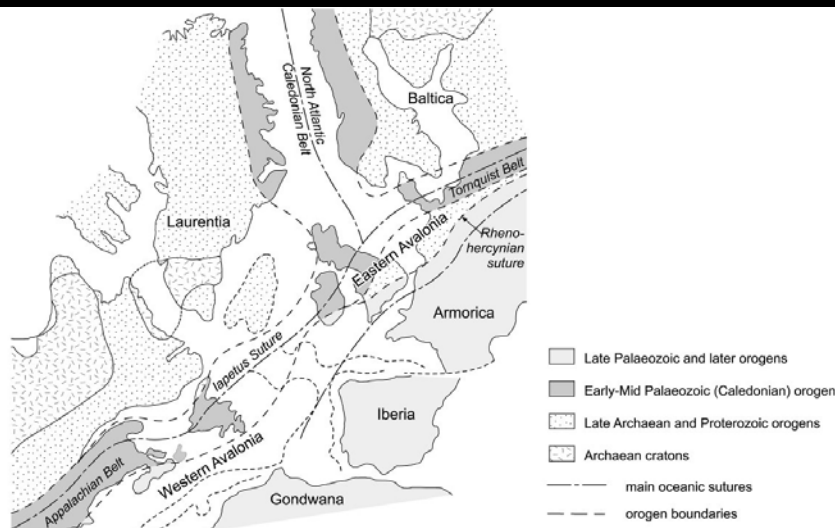 North Atlantic
Caledonian Belt
Baltica
Tornquist Belt
Laurentia
Eastern Avalonia
Rheno-
hercynian
suture
Armorica
Iapetus Suture
Iberia
Western Avalonia
Appalachian Belt
Gondwana
Late Palaeozoic and later orogens
Early-Mid Palaeozoic (Caledonian) orogen
Late Archaean and Proterozoic orogens
Archaean cratons
main oceanic sutures
orogen boundaries